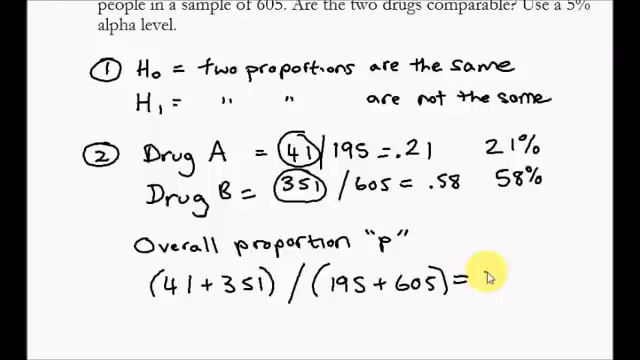 people in a sample of 605. Are the two drugs comparable? Use a 5%
alpha level.
① H₀ = two proportions are the same
H₁ = " " are not the same
② Drug A = 41/195 = .21 21%
Drug B = 351/605 = .58 58%
Overall proportion "p"
(41+351)/(195+605)=